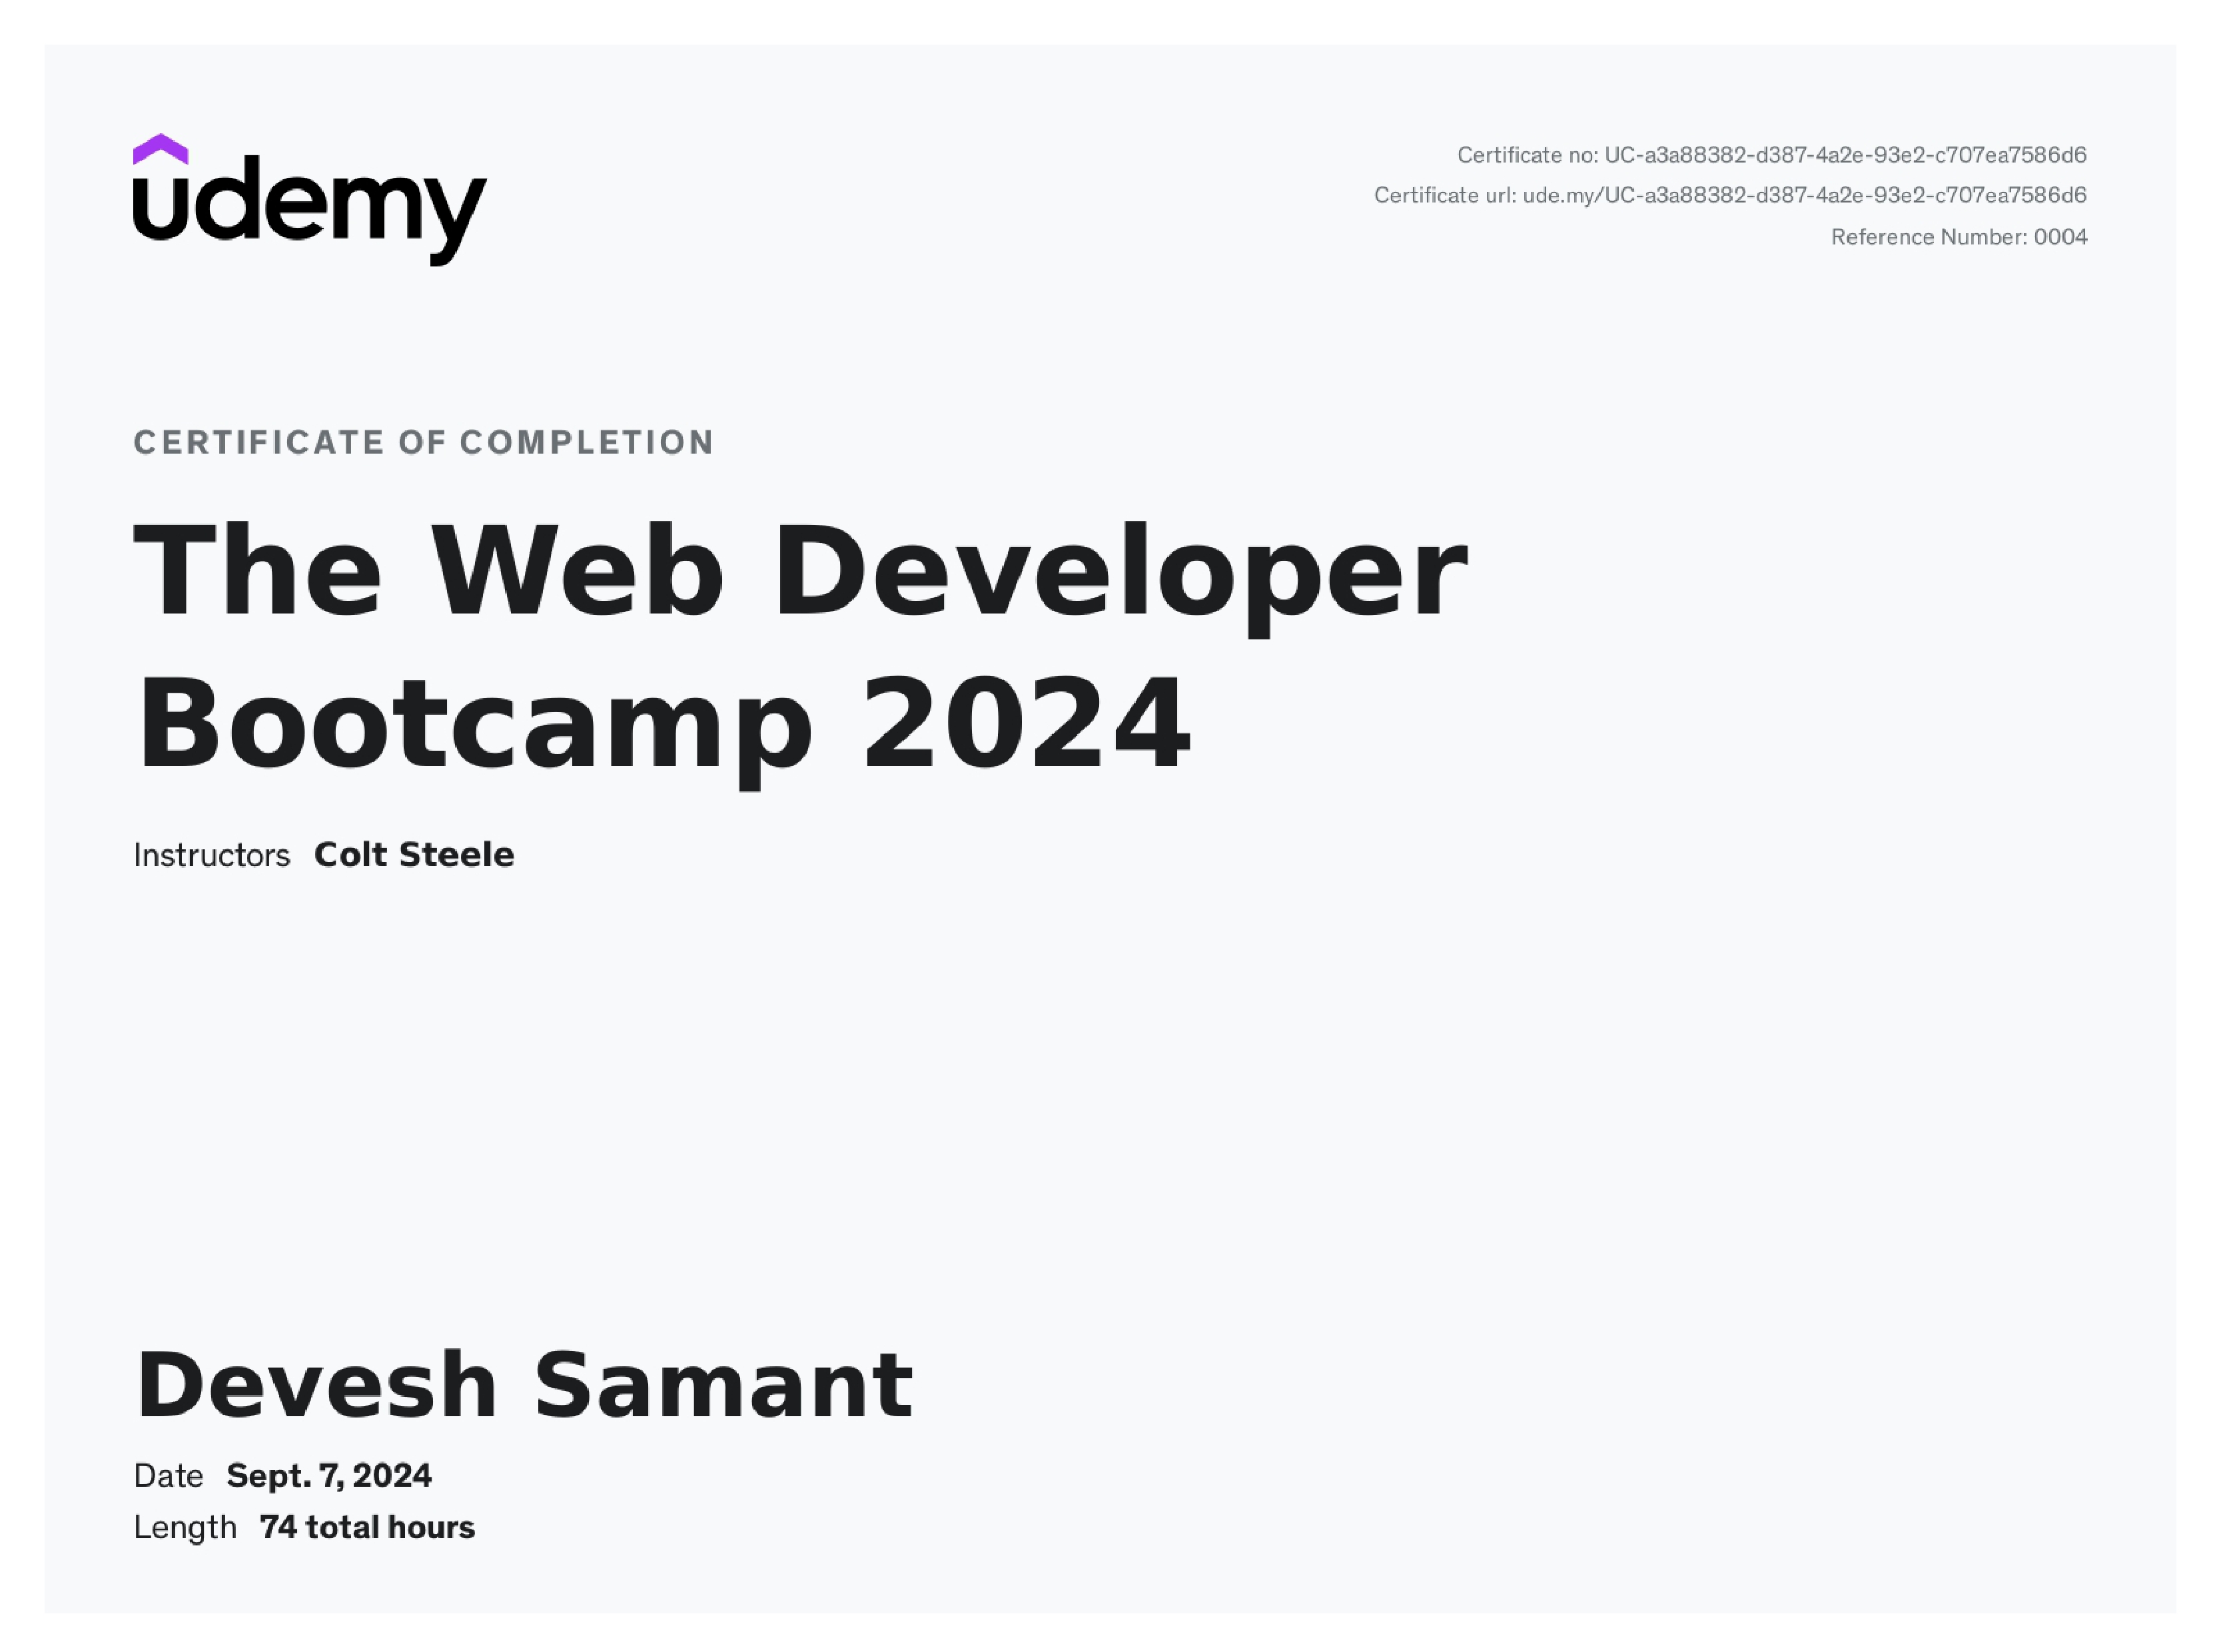 udemy
Certificate no: UC-a3a88382-d387-4a2e-93e2-c707ea7586d6
Certificate url: ude.my/UC-a3a88382-d387-4a2e-93e2-c707ea7586d6
Reference Number: 0004
CERTIFICATE OF COMPLETION
The Web Developer
Bootcamp 2024
Instructors Colt Steele
Devesh Samant
Date Sept. 7, 2024
Length 74 total hours